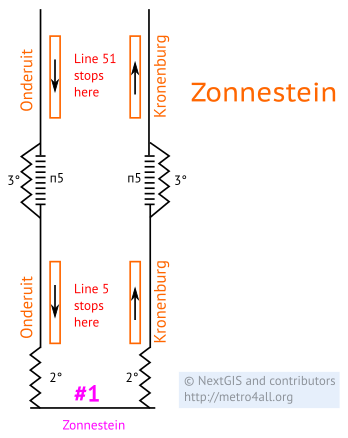 Zonnestein
Onderuit
Line 51
stops
here
Kronenburg
3°
п5
п5
3°
Onderuit
Line 5
stops
here
Kronenburg
2°
2°
#1
Zonnestein
© NextGIS and contributors
http://metro4all.org